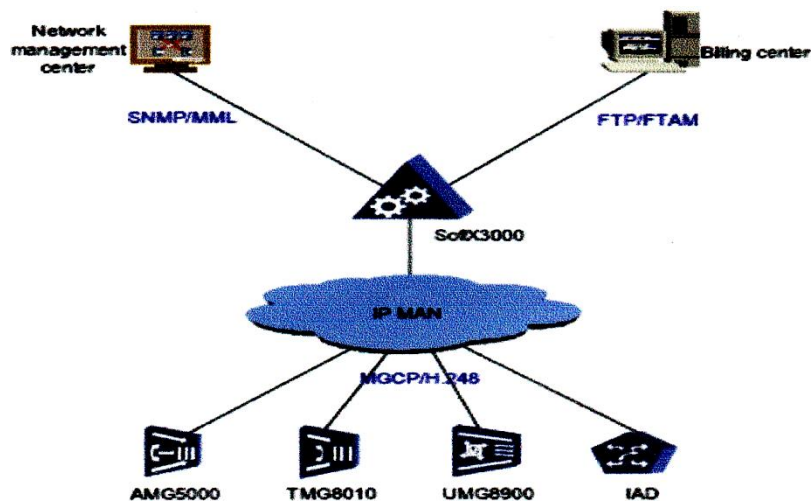 Network
management
center
Billing center
SNMP/MML
FTP/FTAM
SoftX3000
IP MAN
MGCP/H.248
AMG5000
TMG8010
UMG8900
IAD